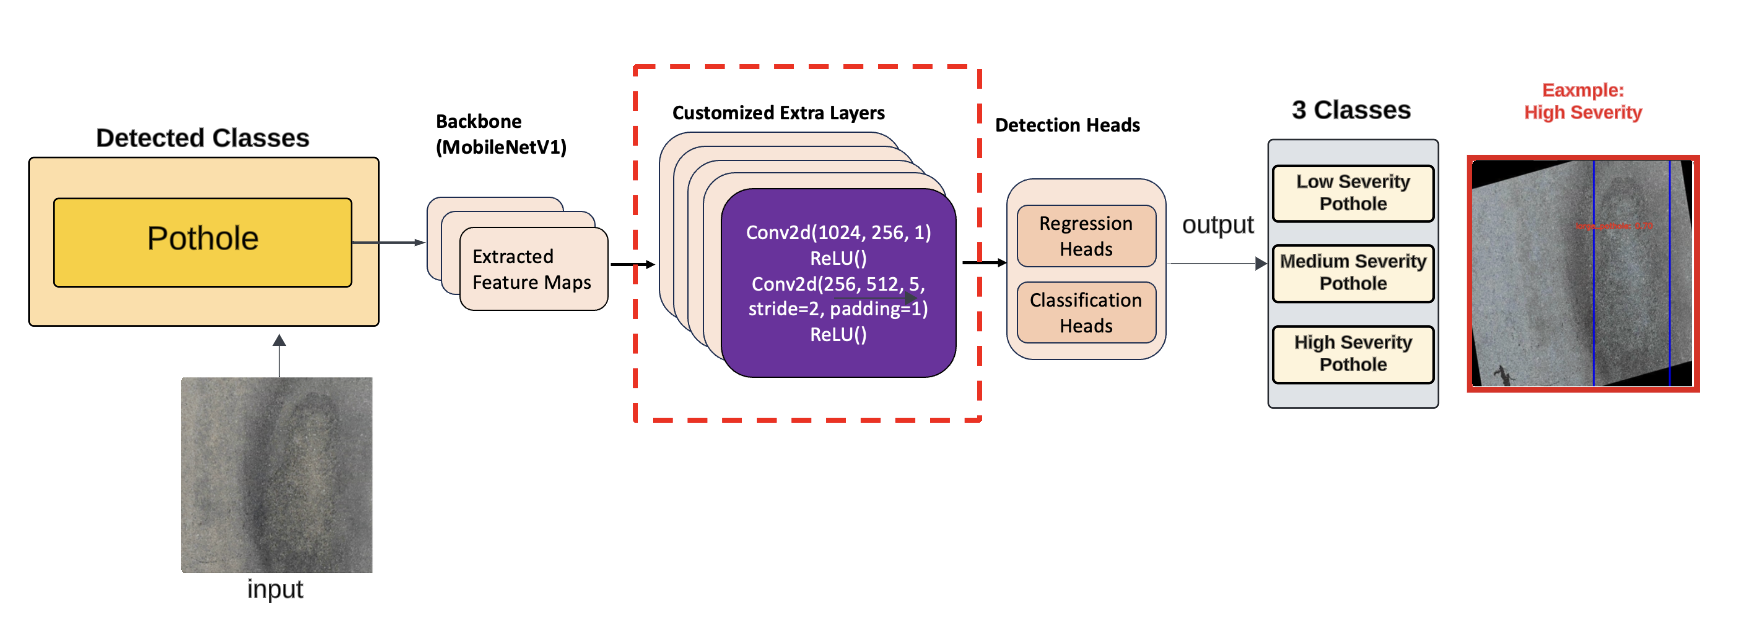 Detected Classes
Pothole
input
Backbone
(MobileNetV1)
Extracted
Feature Maps
Customized Extra Layers
Conv2d(1024, 256, 1)
ReLU()
Conv2d(256, 512, 5,
stride=2, padding=1)
ReLU()
Detection Heads
Regression
Heads
Classification
Heads
output
3 Classes
Low Severity
Pothole
Medium Severity
Pothole
High Severity
Pothole
Eaxmple:
High Severity